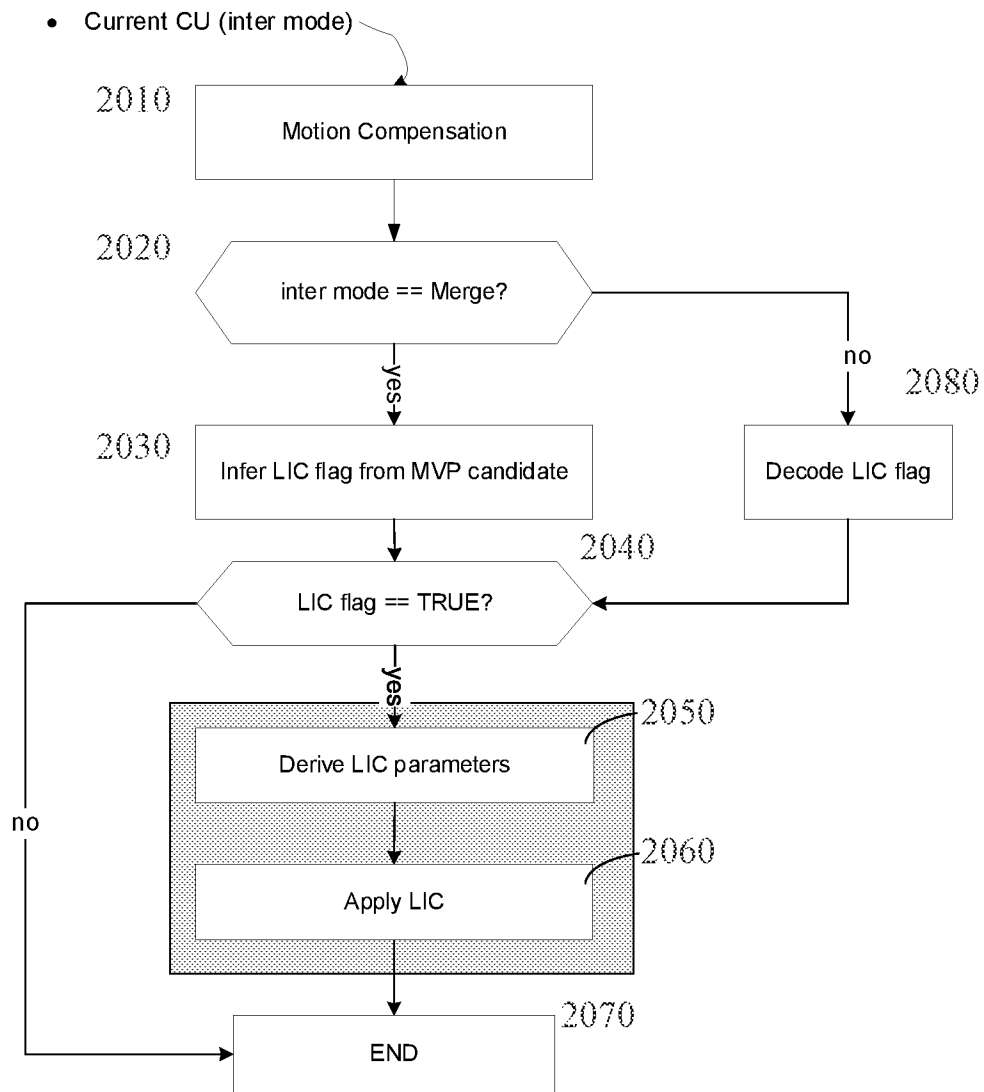 • Current CU (inter mode)
2010
Motion Compensation
2020
inter mode == Merge?
yes
no
2080
2030
Infer LIC flag from MVP candidate
Decode LIC flag
2040
LIC flag == TRUE?
yes
2050
Derive LIC parameters
no
2060
Apply LIC
2070
END